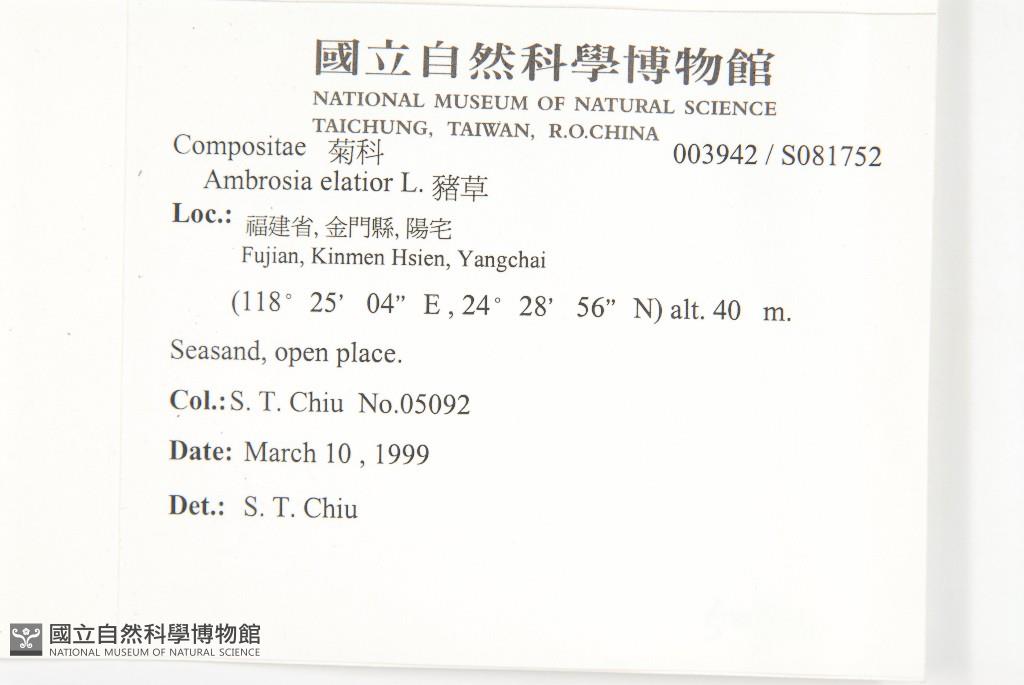 國立自然科學博物館
NATIONAL MUSEUM OF NATURAL SCIENCE
TAICHUNG, TAIWAN, R.O.CHINA
Compositae 菊科 003942 / S081752
Ambrosia elatior L. 豬草
Loc.: 福建省, 金門縣, 陽宅
Fujian, Kinmen Hsien, Yangchai
(118° 25’ 04” E , 24° 28’ 56” N) alt. 40 m.
Seasand, open place.
Col.: S. T. Chiu No.05092
Date: March 10 , 1999
Det.: S. T. Chiu
國立自然科學博物館
NATIONAL MUSEUM OF NATURAL SCIENCE